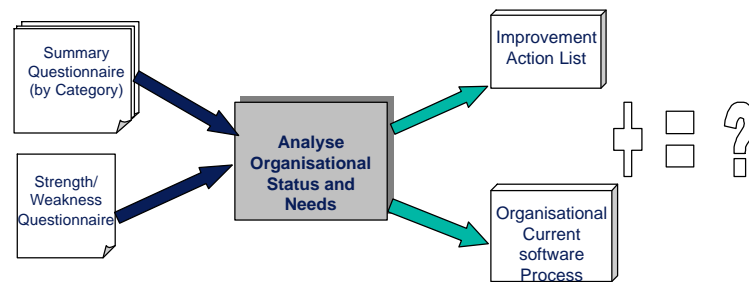 Summary
Questionnaire
(by Category)
Strength/
Weakness
Questionnaire
Analyse
Organisational
Status and
Needs
Improvement
Action List
Organisational
Current
software
Process
+ = ?